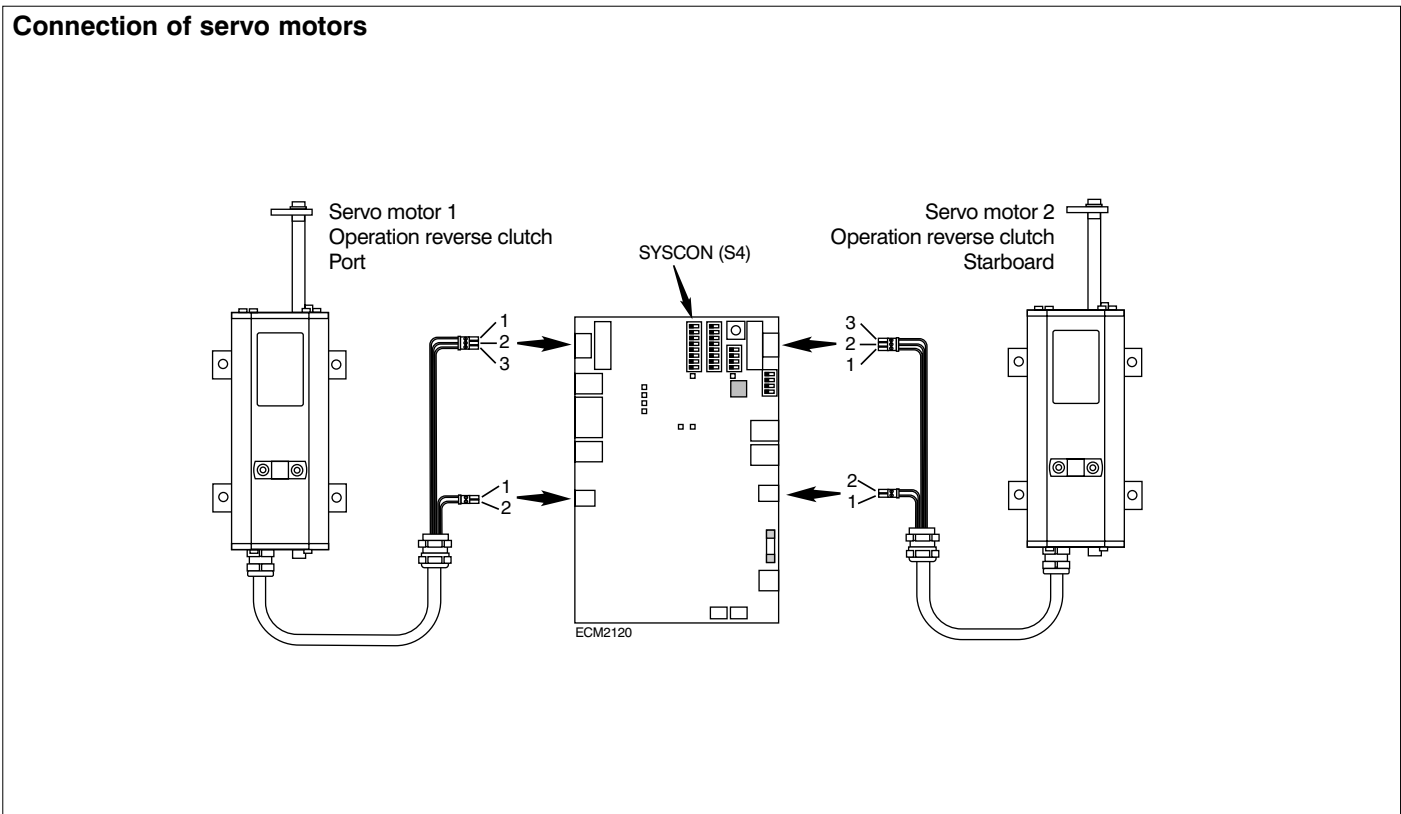 Connection of servo motors
Servo motor 1
Operation reverse clutch
Port
SYSCON (S4)
Servo motor 2
Operation reverse clutch
Starboard
1
2
3
1
2
3
2
1
2
1
ECM2120